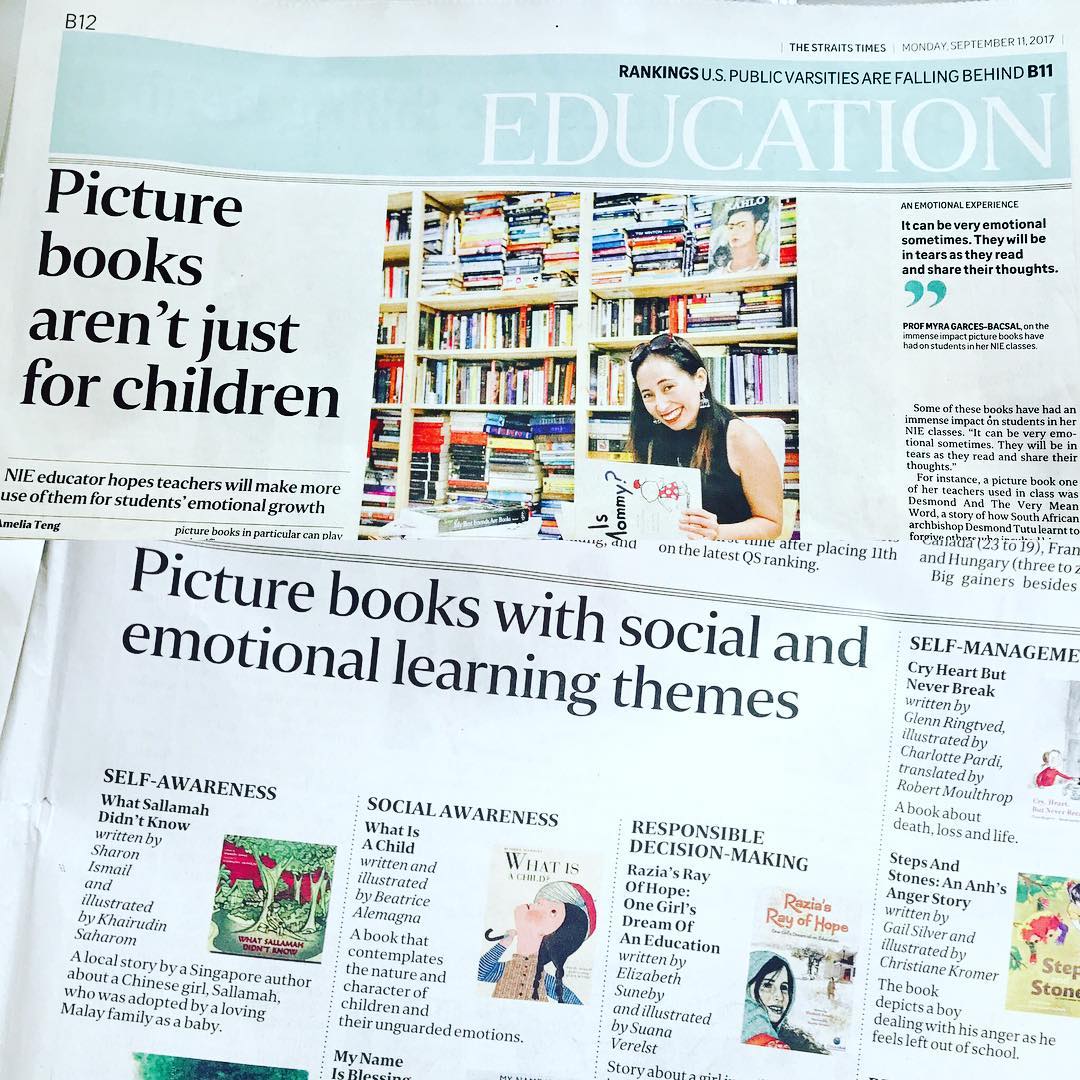 B12
THE STRAITS TIMES | MONDAY, SEPTEMBER 11, 2017 |
RANKINGS U.S. PUBLIC VARSITIES ARE FALLING BEHIND B11
EDUCATION
Picture
books
aren't just
for children
NIE educator hopes teachers will make more
use of them for students' emotional growth
Amelia Teng
picture books in particular can play
KAHLO
Is
Mommy?
AN EMOTIONAL EXPERIENCE
It can be very emotional
sometimes. They will be
in tears as they read
and share their thoughts.
”
PROF MYRA GARCES-BACSAL, on the
immense impact picture books have
had on students in her NIE classes.
Some of these books have had an
immense impact on students in her
NIE classes. "It can be very emo-
tional sometimes. They will be in
tears as they read and share their
thoughts."
For instance, a picture book one
of her teachers used in class was
Desmond And The Very Mean
Word, a story of how South African
archbishop Desmond Tutu learnt to
forgive others
and
time after placing 11th
on the latest QS ranking.
Canada (23 to 19), Fran
and Hungary (three to z
Big gainers besides
Picture books with social and
emotional learning themes
SELF-AWARENESS
What Sallamah
Didn't Know
written by
Sharon
Ismail
and
illustrated
by Khairudin
Saharom
WHAT SALLAMAH
DIDN'T KNOW
A local story by a Singapore author
about a Chinese girl, Sallamah,
who was adopted by a loving
Malay family as a baby.
SOCIAL AWARENESS
What Is
A Child
written and
illustrated
by Beatrice
Alemagna
WHAT IS
A CHILD?
A book that
contemplates
the nature and
character of
children and
their unguarded emotions.
My Name
Is Blessing
MY NAME
RESPONSIBLE
DECISION-MAKING
Razia's Ray
Of Hope:
One Girl's
Dream Of
An Education
written by
Elizabeth
Suneby
and illustrated
by Suana
Verelst
Razia's
Ray of Hope
Story about a girl in
SELF-MANAGEME
Cry Heart But
Never Break
written by
Glenn Ringtved,
illustrated by
Charlotte Pardi,
translated by
Robert Moulthrop
Cry, Heart,
But Never Brea
A book about
death, loss and life.
Steps And
Stones: An Anh's
Anger Story
written by
Gail Silver and
illustrated by
Christiane Kromer
Step
Stone
The book
depicts a boy
dealing with his anger as he
feels left out of school.